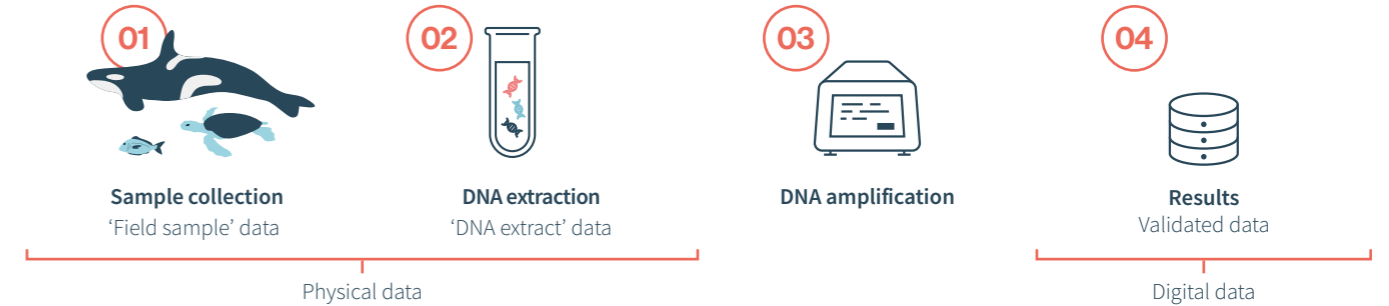 01
Sample collection
‘Field sample’ data
02
DNA extraction
‘DNA extract’ data
03
DNA amplification
04
Results
Validated data
Physical data
Digital data